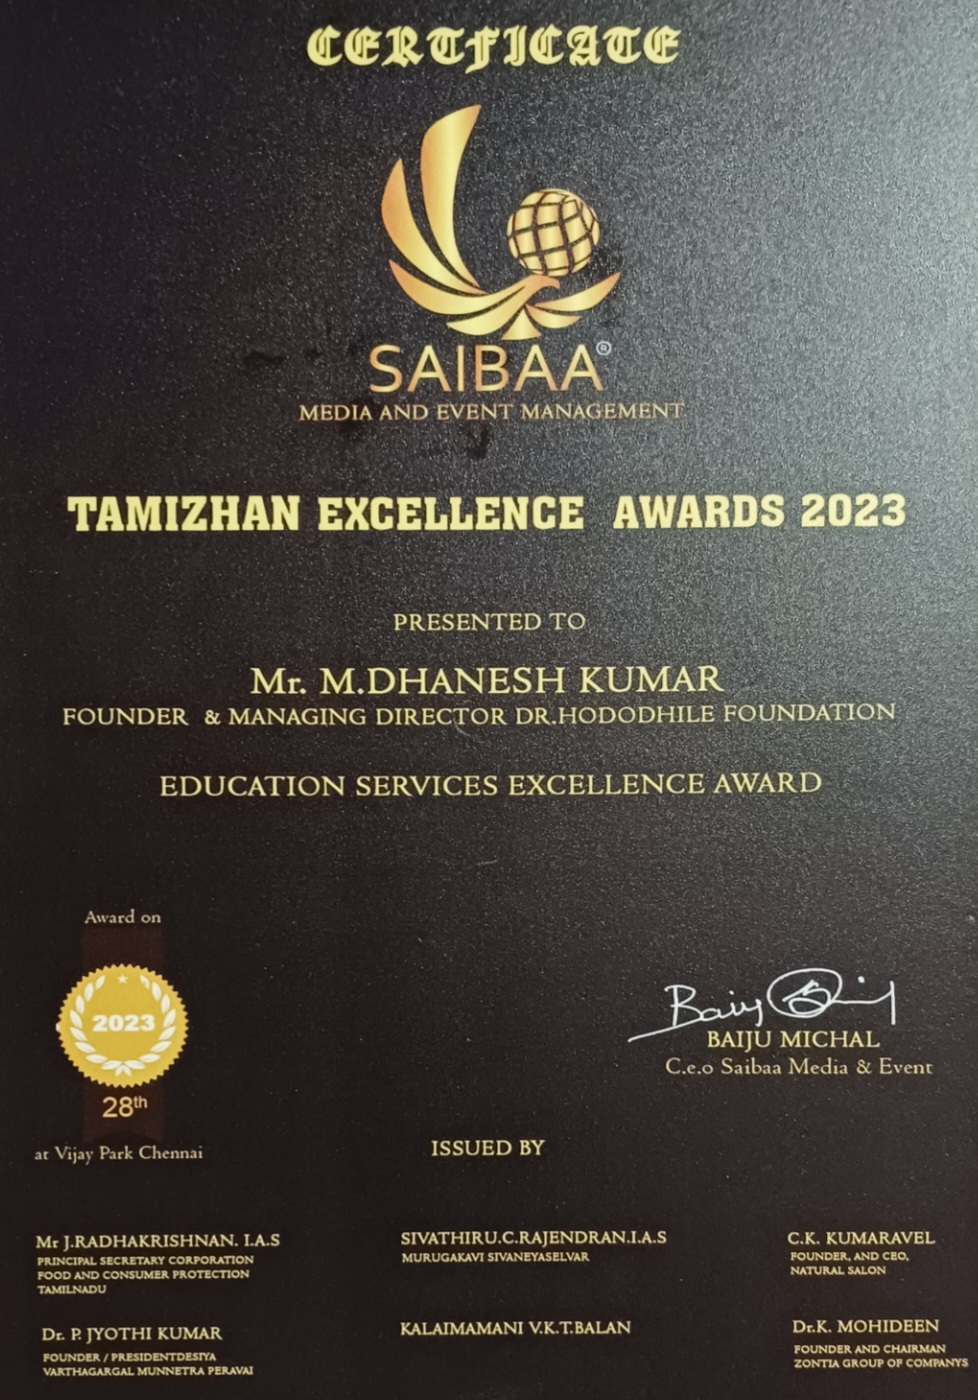 CERTFICATE
SAIBAA®
MEDIA AND EVENT MANAGEMENT
TAMIZHAN EXCELLENCE AWARDS 2023
PRESENTED TO
Mr. M.DHANESH KUMAR
FOUNDER & MANAGING DIRECTOR DR.HODODHILE FOUNDATION
EDUCATION SERVICES EXCELLENCE AWARD
Award on
2023
28th
at Vijay Park Chennai
Baiju
BAIJU MICHAL
C.e.o Saibaa Media & Event
ISSUED BY
Mr J.RADHAKRISHNAN. I.A.S
PRINCIPAL SECRETARY CORPORATION
FOOD AND CONSUMER PROTECTION
TAMILNADU
SIVATHIRU.C.RAJENDRAN.I.A.S
MURUGAKAVI SIVANEYASELVAR
C.K. KUMARAVEL
FOUNDER, AND CEO,
NATURAL SALON
Dr. P. JYOTHI KUMAR
FOUNDER / PRESIDENTDESIYA
VARTHAGARGAL MUNNETRA PERAVAI
KALAIMAMANI V.K.T.BALAN
Dr.K. MOHIDEEN
FOUNDER AND CHAIRMAN
ZONTIA GROUP OF COMPANYS